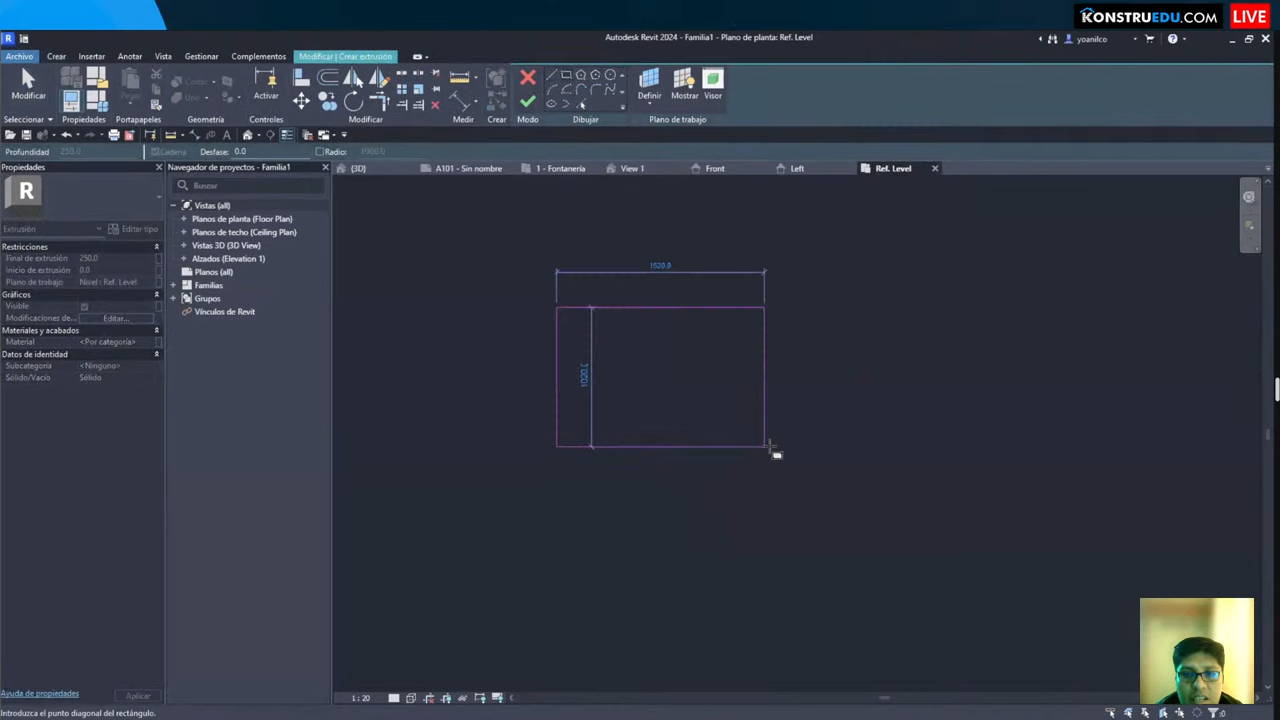 KONSTRUEDU.COM LIVE
Autodesk Revit 2024 - Familia1 - Plano de planta: Ref. Level
yoanilco
Archivo Crear Insertar Anotar Vista Gestionar Complementos Modificar | Crear extrusión
Modificar
Cortar
Unir
Activar
Definir
Mostrar
Visor
Seleccionar Propiedades Portapapeles Geometría Controles Modificar Medir Crear Modo Dibujar Plano de trabajo
Profundidad 250.0 Cadena Desfase: 0.0 Radio:
Propiedades
Navegador de proyectos - Familia1
(3D) A101 - Sin nombre 1 - Fontanería View 1 Front Left Ref. Level
R
Buscar
Extrusión
Editar tipo
Restricciones
Final de extrusión 250.0
Inicio de extrusión 0.0
Plano de trabajo Nivel : Ref. Level
Gráficos
Visible
Modificaciones de... Editar...
Materiales y acabados
Material <Por categoría>
Datos de identidad
Subcategoría <Ninguno>
Sólido/Vacío Sólido
Vistas (all)
Planos de planta (Floor Plan)
Planos de techo (Ceiling Plan)
Vistas 3D (3D View)
Alzados (Elevation 1)
Planos (all)
Familias
Grupos
Vínculos de Revit
Ayuda de propiedades
Aplicar
1 : 20
Introduzca el punto diagonal del rectángulo.
:0